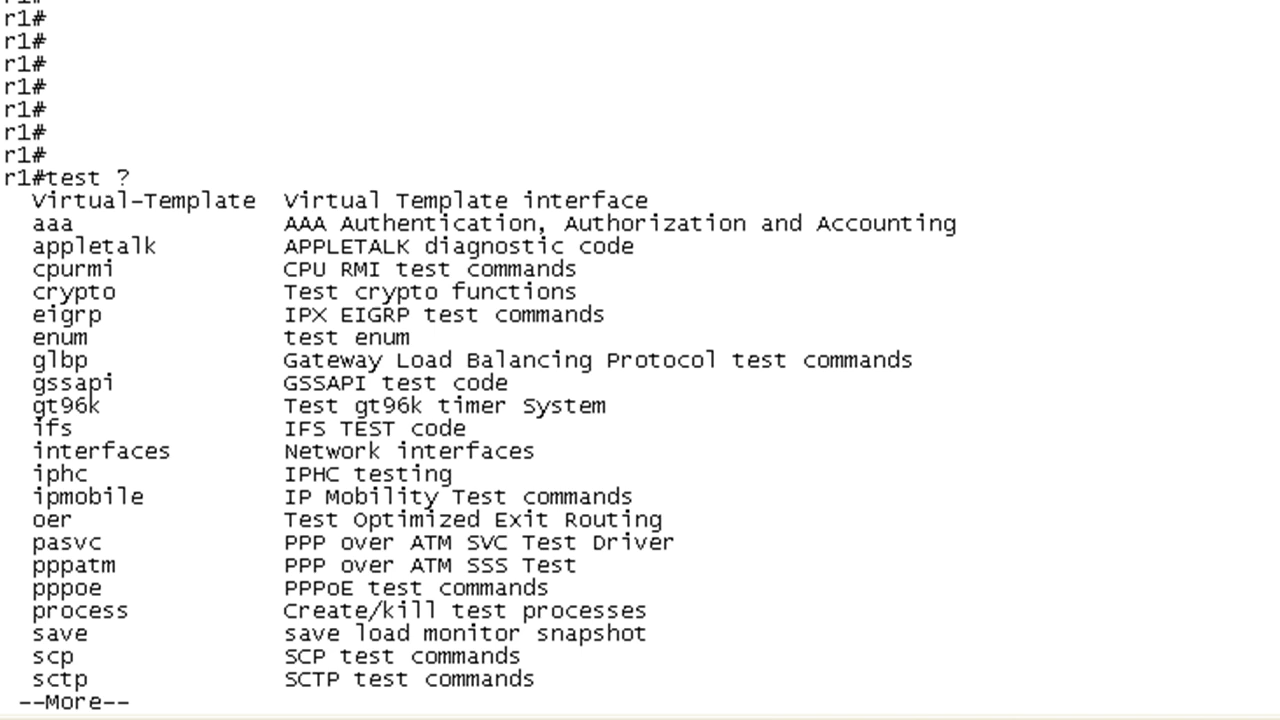 r1#
r1#
r1#
r1#
r1#
r1#
r1#
r1#test ?
  Virtual-Template  Virtual Template interface
  aaa               AAA Authentication, Authorization and Accounting
  appletalk         APPLETALK diagnostic code
  cpurmi            CPU RMI test commands
  crypto            Test crypto functions
  eigrp             IPX EIGRP test commands
  enum              test enum
  glbp              Gateway Load Balancing Protocol test commands
  gssapi            GSSAPI test code
  gt96k             Test gt96k timer System
  ifs               IFS TEST code
  interfaces        Network interfaces
  iphc              IPHC testing
  ipmobile          IP Mobility Test commands
  oer               Test Optimized Exit Routing
  pasvc             PPP over ATM SVC Test Driver
  pppatm            PPP over ATM SSS Test
  pppoe             PPPoE test commands
  process           Create/kill test processes
  save              save load monitor snapshot
  scp               SCP test commands
  sctp              SCTP test commands
 --More--